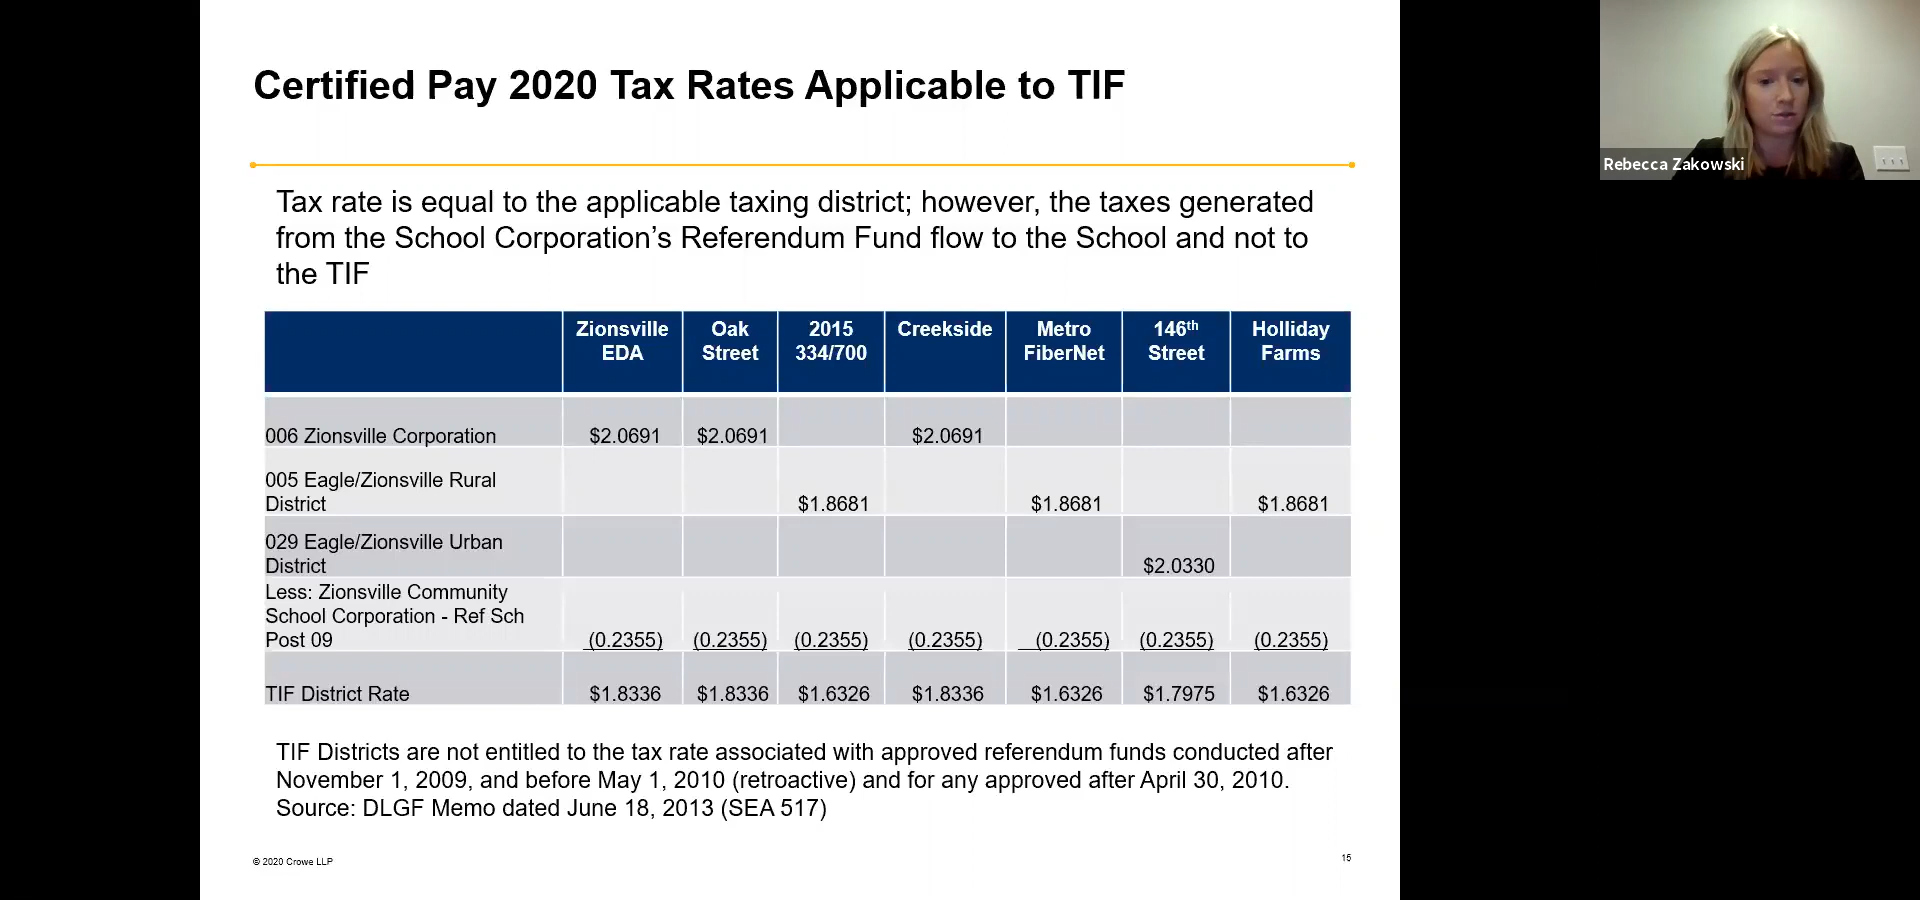 Certified Pay 2020 Tax Rates Applicable to TIF
Rebecca Zakowski
Tax rate is equal to the applicable taxing district; however, the taxes generated
from the School Corporation’s Referendum Fund flow to the School and not to
the TIF
Zionsville EDA Oak Street 2015 334/700 Creekside Metro FiberNet 146th Street Holliday Farms
006 Zionsville Corporation $2.0691 $2.0691 $2.0691
005 Eagle/Zionsville Rural
District $1.8681 $1.8681 $1.8681
029 Eagle/Zionsville Urban
District $2.0330
Less: Zionsville Community
School Corporation - Ref Sch
Post 09 (0.2355) (0.2355) (0.2355) (0.2355) (0.2355) (0.2355) (0.2355)
TIF District Rate $1.8336 $1.8336 $1.6326 $1.8336 $1.6326 $1.7975 $1.6326
TIF Districts are not entitled to the tax rate associated with approved referendum funds conducted after
November 1, 2009, and before May 1, 2010 (retroactive) and for any approved after April 30, 2010.
Source: DLGF Memo dated June 18, 2013 (SEA 517)
© 2020 Crowe LLP
15